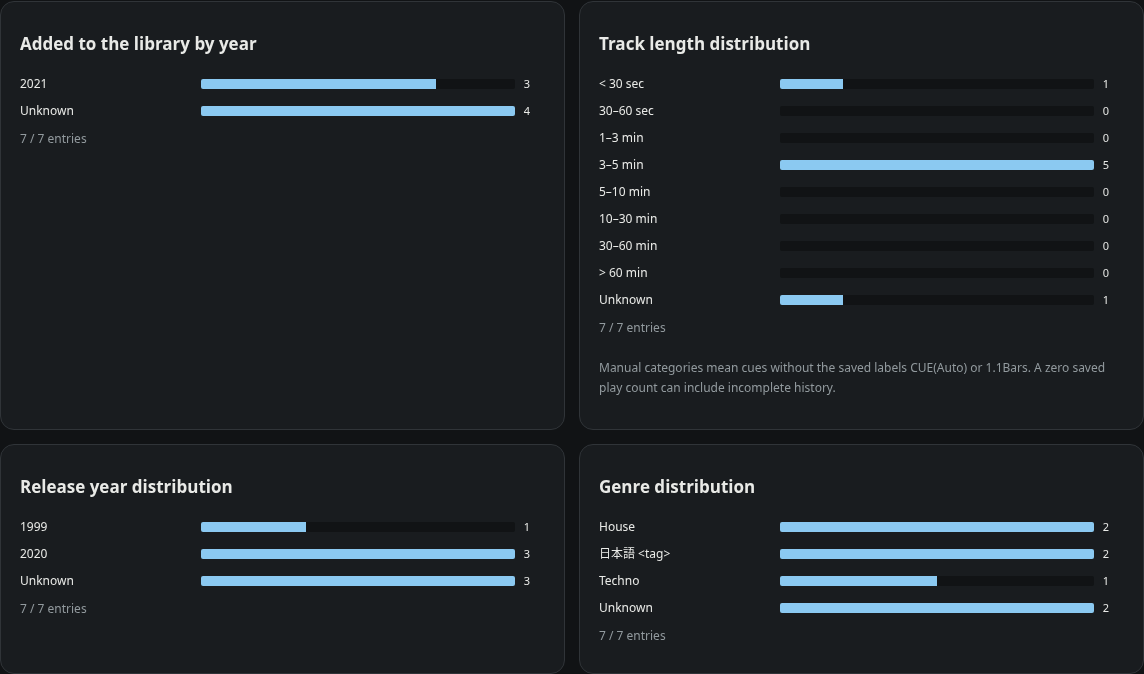 Added to the library by year
2021 3
Unknown 4
7 / 7 entries
Track length distribution
< 30 sec 1
30–60 sec 0
1–3 min 0
3–5 min 5
5–10 min 0
10–30 min 0
30–60 min 0
> 60 min 0
Unknown 1
7 / 7 entries
Manual categories mean cues without the saved labels CUE(Auto) or 1.1Bars. A zero saved
play count can include incomplete history.
Release year distribution
1999 1
2020 3
Unknown 3
7 / 7 entries
Genre distribution
House 2
日本語 <tag> 2
Techno 1
Unknown 2
7 / 7 entries